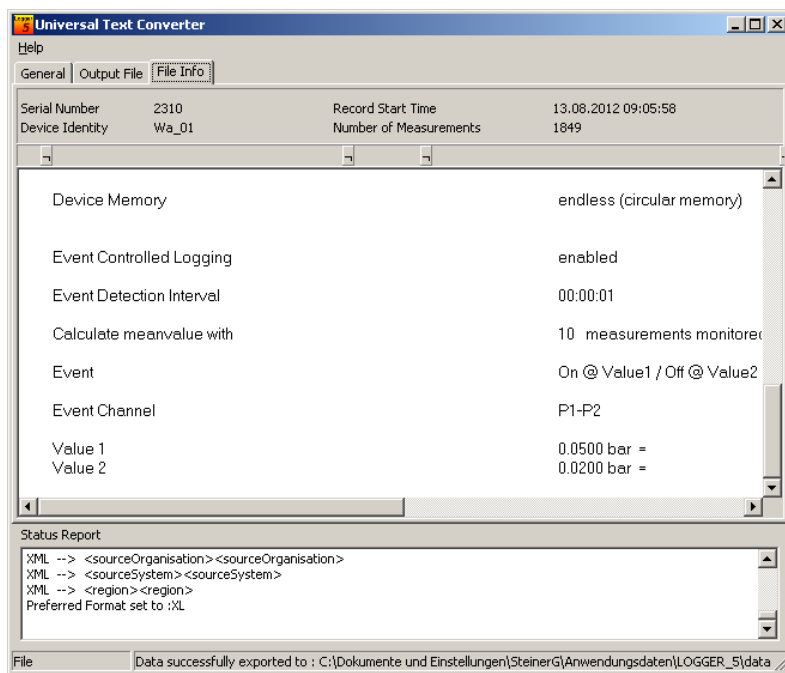 Universal Text Converter
Help
General Output File File Info
Serial Number 2310 Record Start Time 13.08.2012 09:05:58
Device Identity Wa_01 Number of Measurements 1849
Device Memory endless (circular memory)
Event Controlled Logging enabled
Event Detection Interval 00:00:01
Calculate meanvalue with 10 measurements monitored
Event On @ Value1 / Off @ Value2
Event Channel P1-P2
Value 1 0.0500 bar =
Value 2 0.0200 bar =
Status Report
XML --> <sourceOrganisation><sourceOrganisation>
XML --> <sourceSystem><sourceSystem>
XML --> <region><region>
Preferred Format set to :XL
File Data successfully exported to : C:\Dokumente und Einstellungen\SteinerG\Anwendungsdaten\LOGGER_5\data